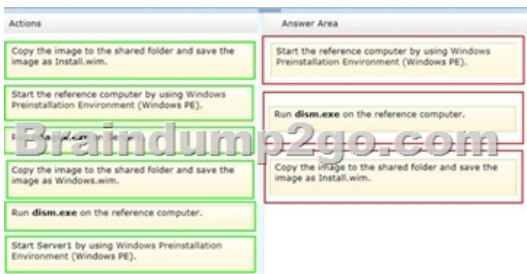 Actions
Answer Area
Copy the image to the shared folder and save the
image as Install.wim.
Start the reference computer by using Windows
Preinstallation Environment (Windows PE).
Copy the image to the shared folder and save the
image as Windows.wim.
Run dism.exe on the reference computer.
Start Server1 by using Windows Preinstallation
Environment (Windows PE).
Start the reference computer by using Windows
Preinstallation Environment (Windows PE).
Run dism.exe on the reference computer.
Copy the image to the shared folder and save the
image as Install.wim.
Braindump2go.com